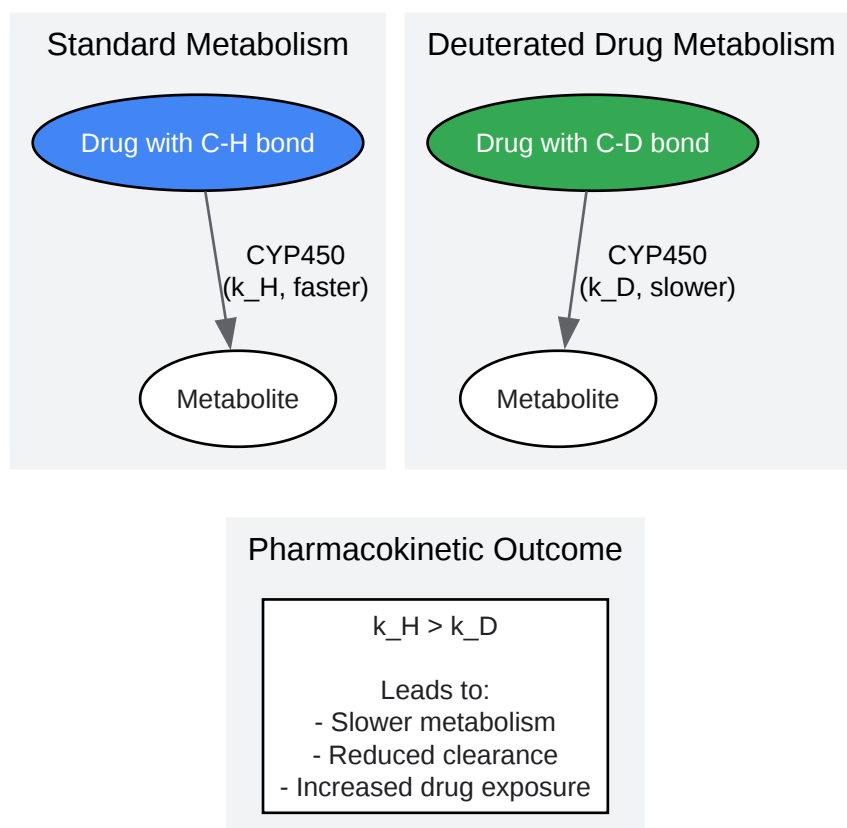 Standard Metabolism
Drug with C-H bond
CYP450
(k_H, faster)
Metabolite
Deuterated Drug Metabolism
Drug with C-D bond
CYP450
(k_D, slower)
Metabolite
Pharmacokinetic Outcome
k_H > k_D
Leads to:
- Slower metabolism
- Reduced clearance
- Increased drug exposure